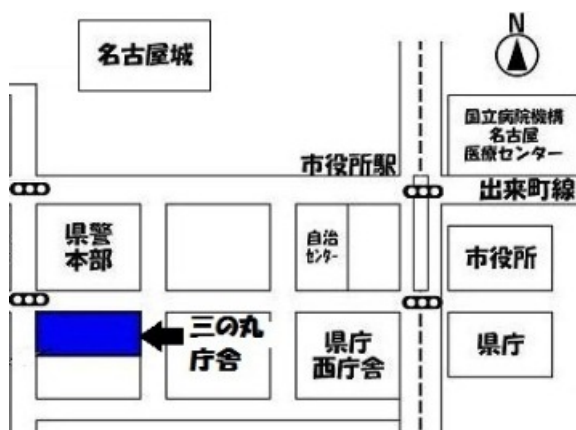 名古屋城
N
国立病院機構
名古屋
医療センター
市役所駅
出来町線
県警
本部
自治
センター
市役所
三の丸
庁舎
県庁
西庁舎
県庁